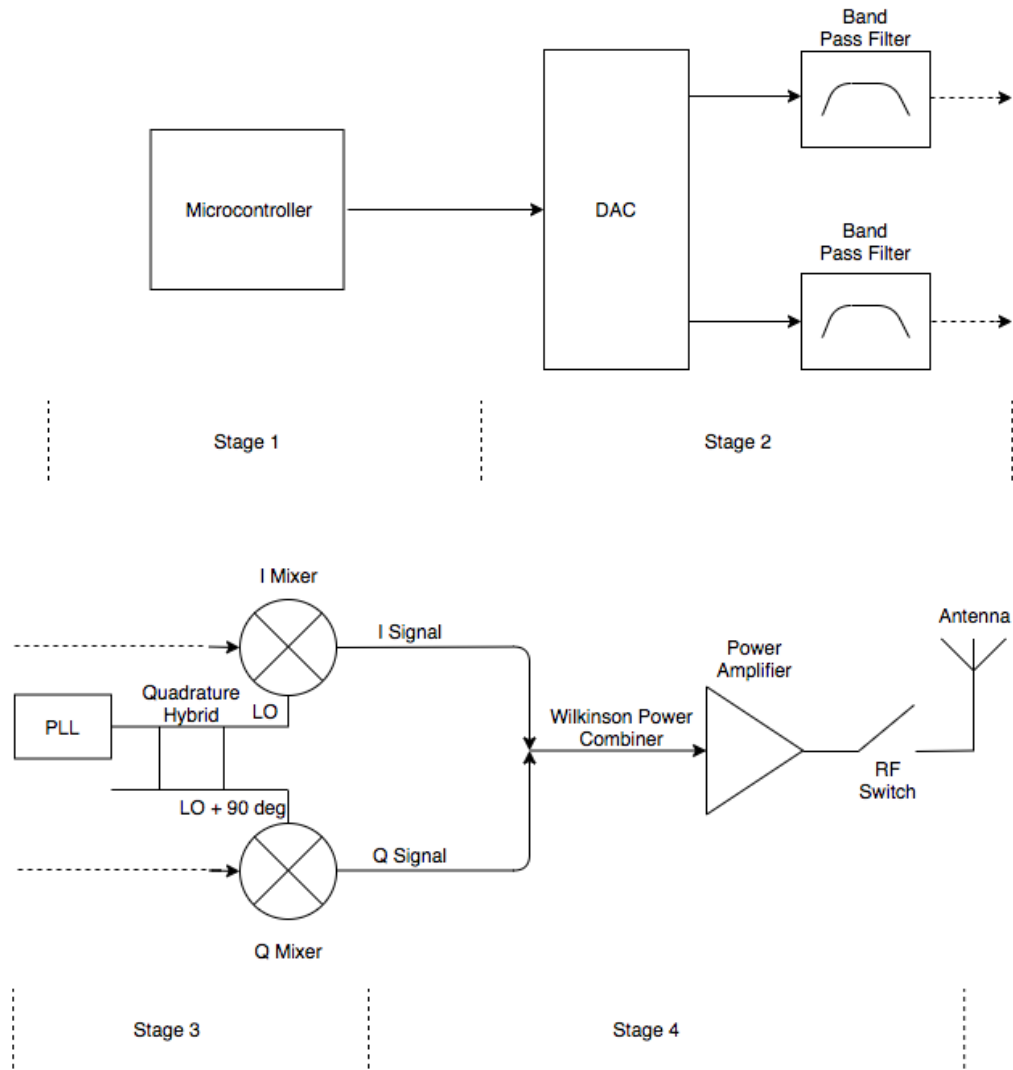 Band
Pass Filter
Microcontroller
DAC
Band
Pass Filter
Stage 1
Stage 2
I Mixer
I Signal
Antenna
Power
Amplifier
Quadrature
Hybrid
LO
PLL
Wilkinson Power
Combiner
RF
Switch
LO + 90 deg
Q Signal
Q Mixer
Stage 3
Stage 4